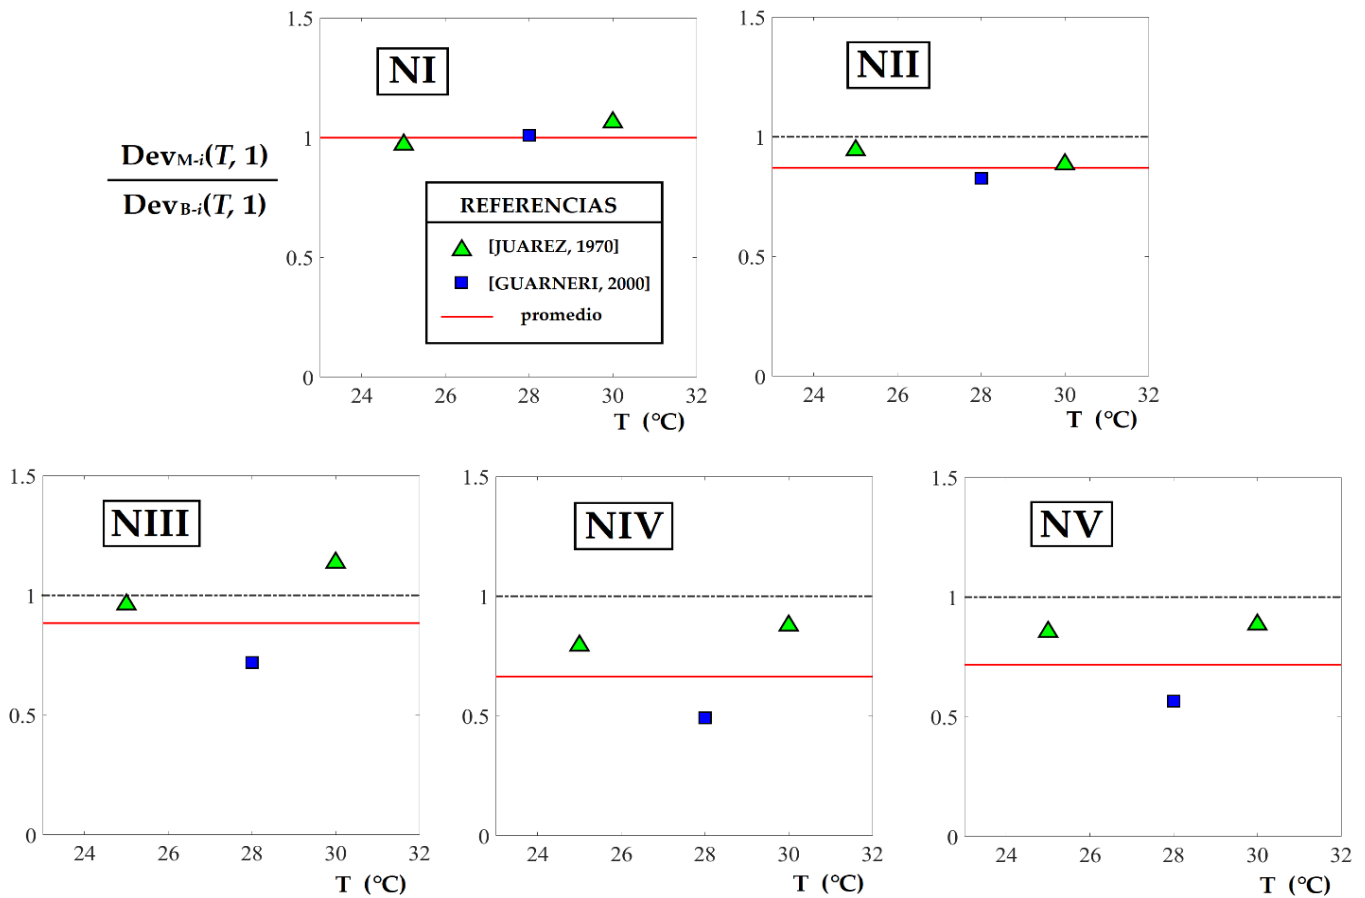 1.5
NI
1
0.5
0
24 26 28 30 32
T (°C)
Dev M-i(T, 1)
Dev B-i(T, 1)
REFERENCIAS
[JUAREZ, 1970]
[GUARNERI, 2000]
promedio
1.5
NII
1
0.5
0
24 26 28 30 32
T (°C)
1.5
NIII
1
0.5
0
24 26 28 30 32
T (°C)
1.5
NIV
1
0.5
0
24 26 28 30 32
T (°C)
1.5
NV
1
0.5
0
24 26 28 30 32
T (°C)